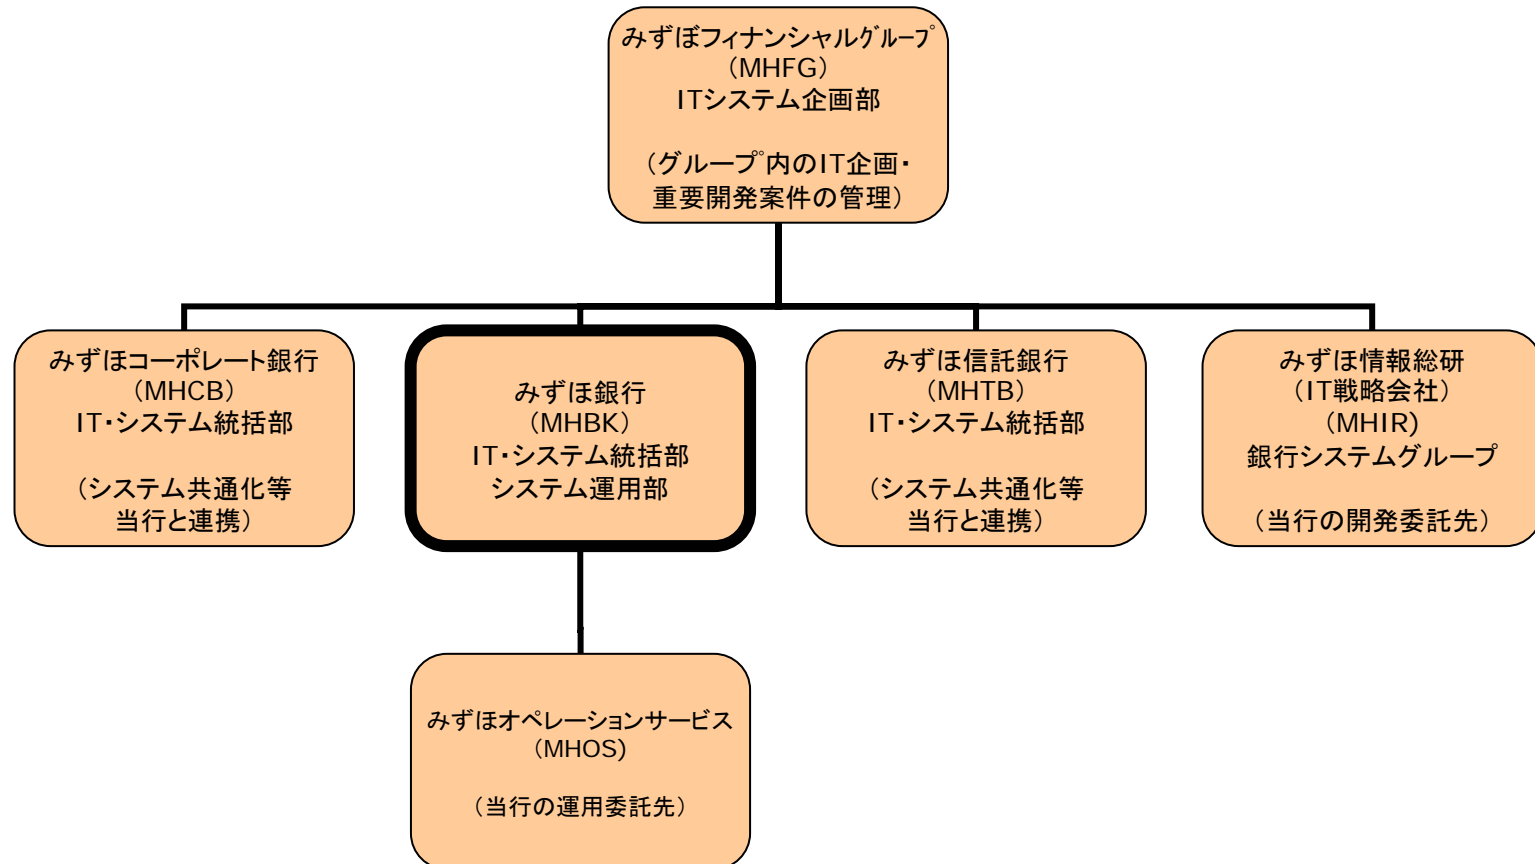 みずぼフィナンシャルグループ
（MHFG）
ITシステム企画部
（グループ内のIT企画・
重要開発案件の管理）
みずほコーポレート銀行
（MHCB）
IT・システム統括部
（システム共通化等
当行と連携）
みずほ銀行
（MHBK）
IT・システム統括部
システム運用部
みずほ信託銀行
（MHTB）
IT・システム統括部
（システム共通化等
当行と連携）
みずほ情報総研
（IT戦略会社）
（MHIR)
銀行システムグループ
（当行の開発委託先）
みずほオペレーションサービス
（MHOS)
（当行の運用委託先）